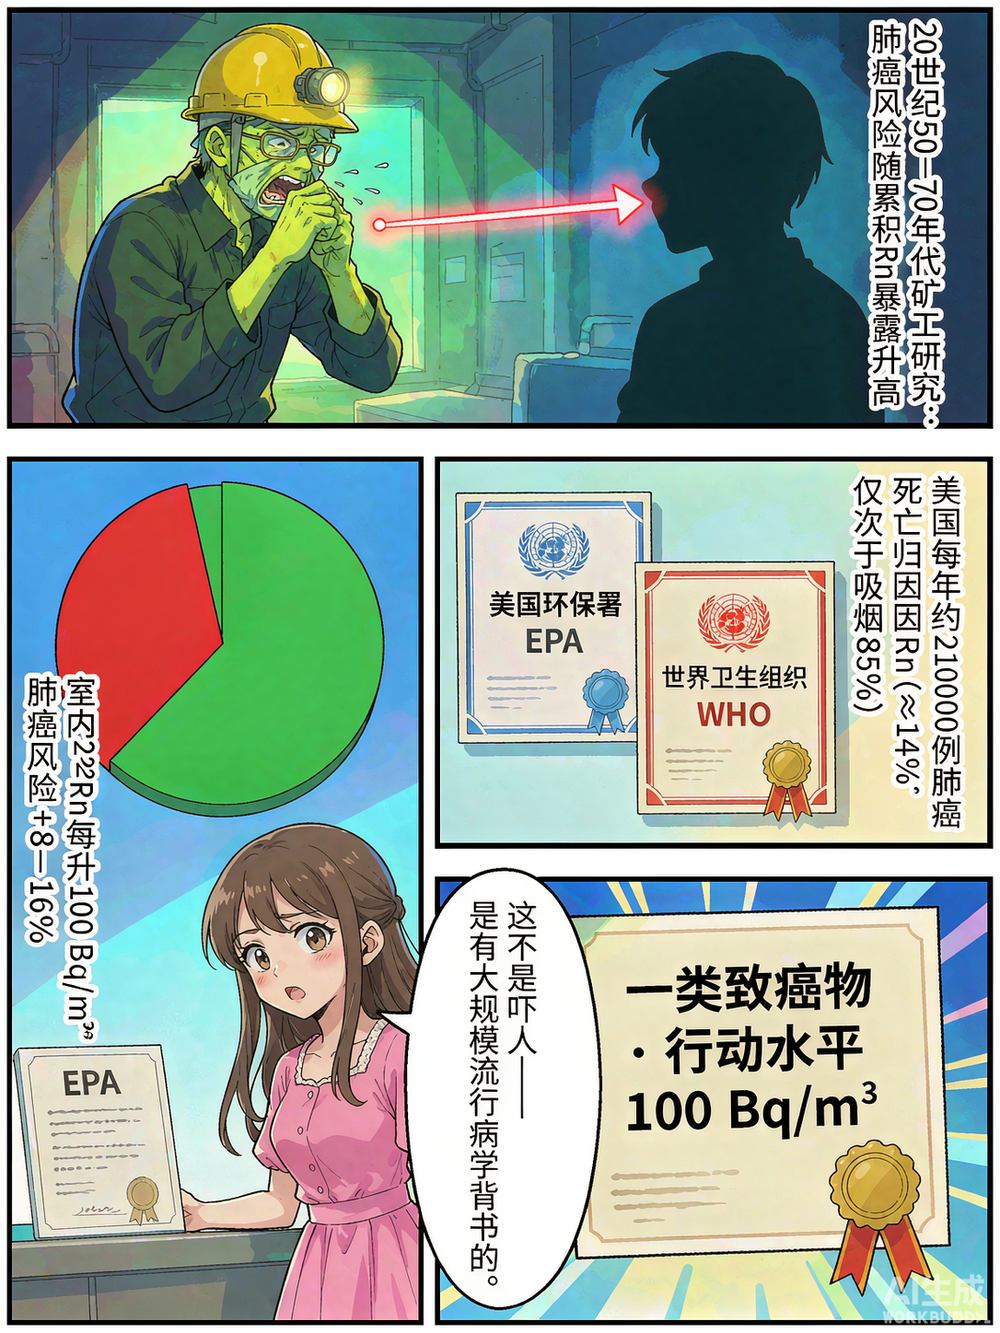 20世纪50—70年代矿工研究：
肺癌风险随累积Rn暴露升高
美国每年约21000例肺癌
死亡归因因Rn（≈14%，
仅次于吸烟85%）
美国环保署
EPA
世界卫生组织
WHO
室内22Rn每升100 Bq/m³
肺癌风险+8—16%
EPA
这不是吓人——
是有大规模流行病学背书的。
一类致癌物
·行动水平
100 Bq/m³
AI生成